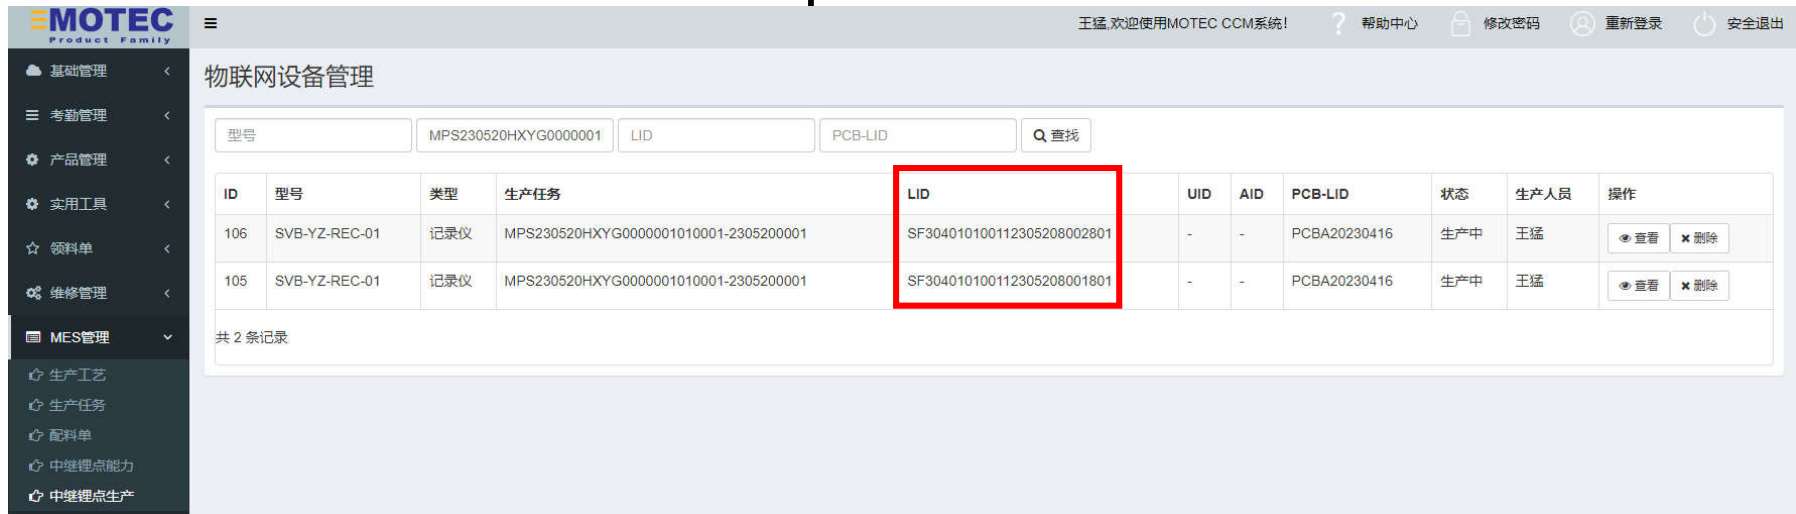 EMOTEC
Product Family
王猛,欢迎使用MOTEC CCM系统!
? 帮助中心
修改密码
重新登录
安全退出
基础管理
考勤管理
产品管理
实用工具
领料单
维修管理
MES管理
生产工艺
生产任务
配料单
中继锂点能力
中继锂点生产
物联网设备管理
型号 MPS230520HXYG0000001 LID PCB-LID 查找
ID 型号 类型 生产任务 LID UID AID PCB-LID 状态 生产人员 操作
106 SVB-YZ-REC-01 记录仪 MPS230520HXYG0000001010001-2305200001 SF304010100112305208002801 - - PCBA20230416 生产中 王猛 查看 删除
105 SVB-YZ-REC-01 记录仪 MPS230520HXYG0000001010001-2305200001 SF304010100112305208001801 - - PCBA20230416 生产中 王猛 查看 删除
共 2 条记录